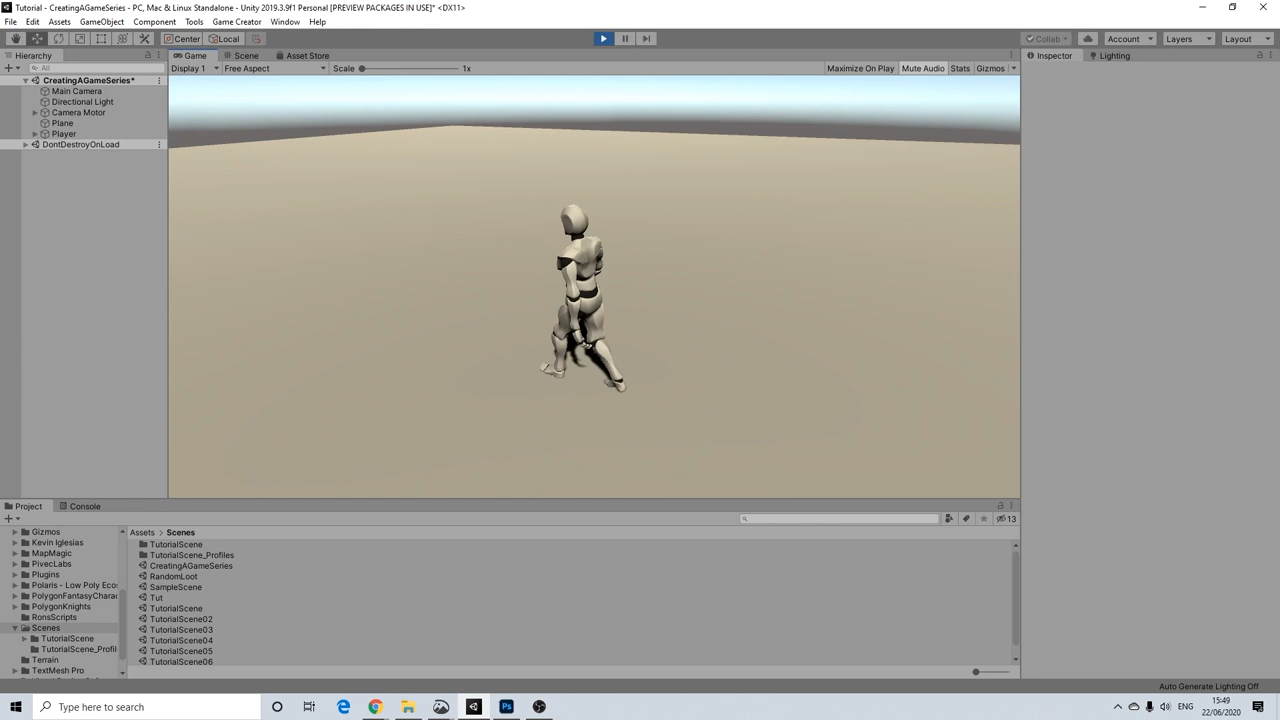 Tutorial - CreatingAGameSeries - PC, Mac & Linux Standalone - Unity 2019.3.9f1 Personal [PREVIEW PACKAGES IN USE]* <DX11>
File Edit Assets GameObject Component Tools Game Creator Window Help
Center Local Collab Account Layers Layout
Hierarchy Game Scene Asset Store Inspector Lighting
All Display 1 Free Aspect Scale 1x Maximize On Play Mute Audio Stats Gizmos
CreatingAGameSeries*
Main Camera
Directional Light
Camera Motor
Plane
Player
DontDestroyOnLoad
Project Console
13
Gizmos
Kevin Iglesias
MapMagic
PivecLabs
Plugins
Polaris - Low Poly Eco
PolygonFantasyChara
PolygonKnights
RonsScripts
Scenes
TutorialScene
TutorialScene_Profil
Terrain
TextMesh Pro
Assets Scenes
TutorialScene
TutorialScene_Profiles
CreatingAGameSeries
RandomLoot
SampleScene
Tut
TutorialScene
TutorialScene02
TutorialScene03
TutorialScene04
TutorialScene05
TutorialScene06
Auto Generate Lighting Off
Type here to search
ENG
15:49
22/06/2020